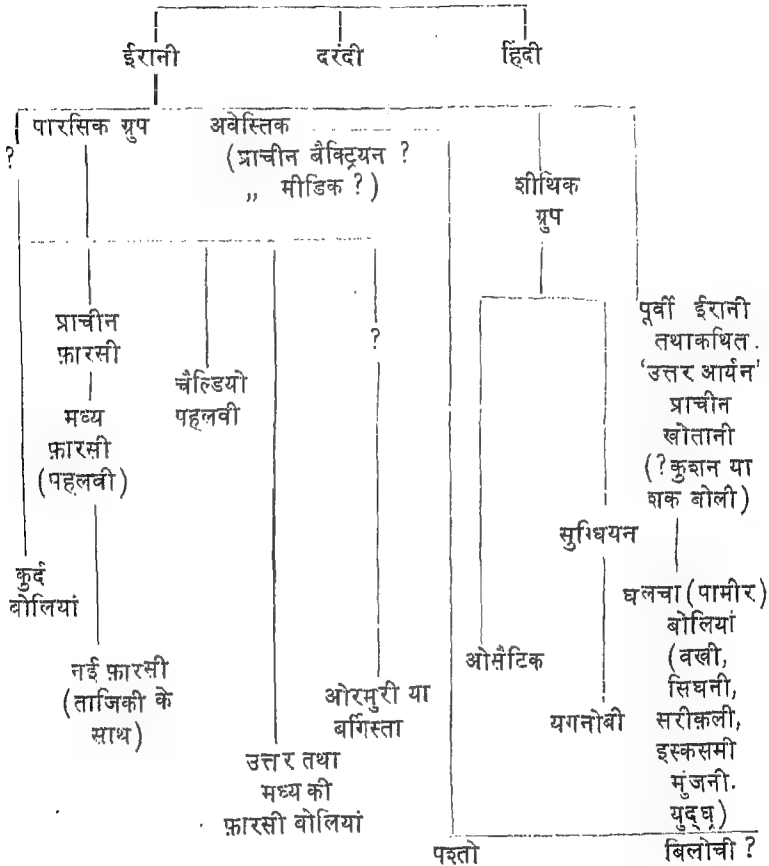 ईरानी दरंदी हिंदी
पारसिक ग्रुप अवेस्तिक
?
(प्राचीन बैक्ट्रियन ?
„ मीडिक ?)
शीथिक
ग्रुप
प्राचीन
फ़ारसी
मध्य
फ़ारसी
(पहलवी)
चैल्डियो
पहलवी
?
पूर्वी ईरानी
तथाकथित.
'उत्तर आर्यन'
प्राचीन
खोतानी
(?कुशन या
शक बोली)
सुग्धियन
कुर्द
बोलियां
घलचा (पामीर)
बोलियां
(वखी,
सिघनी,
सरीक़ली,
इस्कसमी
मुंजनी.
युद्घ)
नई फ़ारसी
(ताजिकी के
साथ)
ओरमुरी या
बर्गिस्ता
ओसैटिक
यगनोबी
उत्तर तथा
मध्य की
फ़ारसी बोलियां
पश्तो बिलोची ?